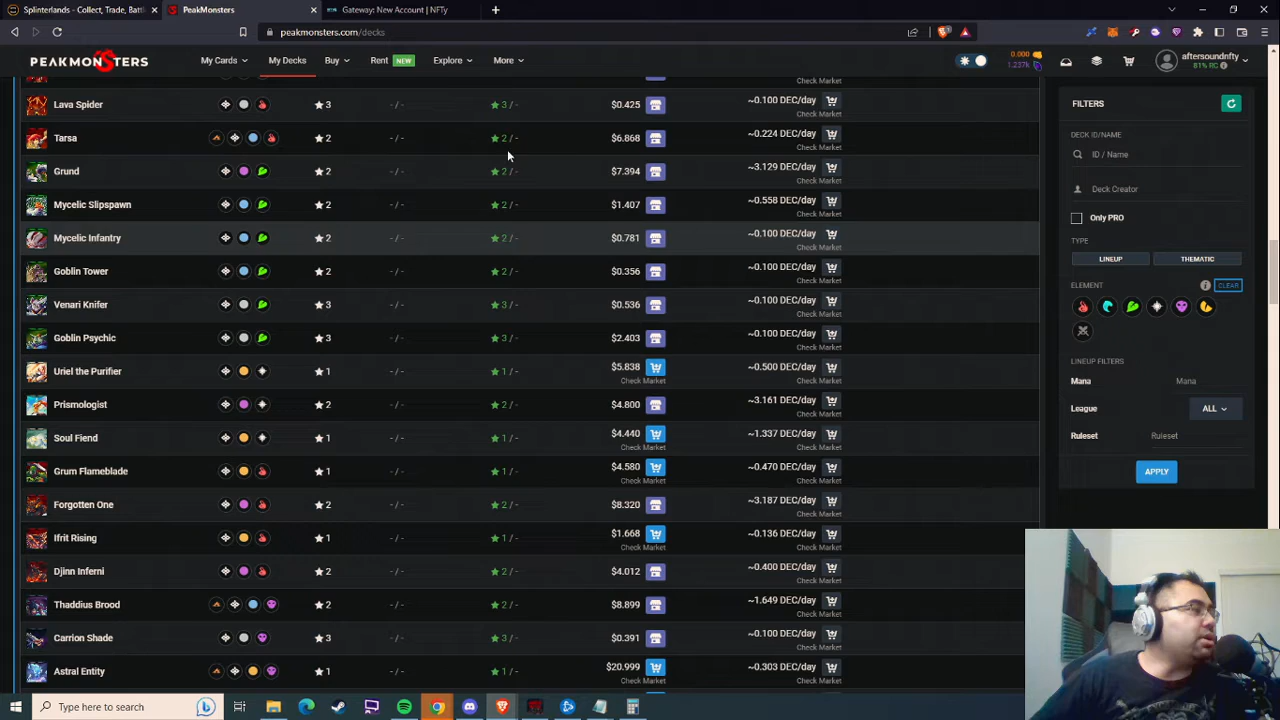 Splinterlands - Collect, Trade, Batt
PeakMonsters
Gateway: New Account | NFTy
peakmonsters.com/decks
PEAKMONSTERS
My Cards
My Decks
Rent NEW
Explore
More
0.000
1.237k
aftersoundnfty
81% RC
Check Market
Lava Spider 3 -/- 3/- $0.425 ~0.100 DEC/day
Check Market
Tarsa 2 -/- 2/- $6.868 ~0.224 DEC/day
Check Market
Grund 2 -/- 2/- $7.394 ~3.129 DEC/day
Check Market
Mycelic Slipspawn 2 -/- 2/- $1.407 ~0.558 DEC/day
Check Market
Mycelic Infantry 2 -/- 2/- $0.781 ~0.100 DEC/day
Check Market
Goblin Tower 2 -/- 2/- $0.356 ~0.100 DEC/day
Check Market
Venari Knifer 3 -/- 3/- $0.536 ~0.100 DEC/day
Check Market
Goblin Psychic 3 -/- 3/- $2.403 ~0.100 DEC/day
Check Market
Uriel the Purifier 1 -/- 1/- $5.838 ~0.500 DEC/day
Check Market Check Market
Prismologist 2 -/- 2/- $4.800 ~3.161 DEC/day
Check Market
Soul Fiend 1 -/- 1/- $4.440 ~1.337 DEC/day
Check Market Check Market
Grum Flameblade 1 -/- 1/- $4.580 ~0.470 DEC/day
Check Market Check Market
Forgotten One 2 -/- 2/- $8.320 ~3.187 DEC/day
Check Market
Ifrit Rising 1 -/- 1/- $1.668 ~0.136 DEC/day
Check Market Check Market
Djinn Inferni 2 -/- 2/- $4.012 ~0.400 DEC/day
Check Market
Thaddius Brood 2 -/- 2/- $8.899 ~1.649 DEC/day
Check Market
Carrion Shade 3 -/- 3/- $0.391 ~0.100 DEC/day
Check Market
Astral Entity 1 -/- 1/- $20.999 ~0.303 DEC/day
Check Market Check Market
FILTERS
DECK ID/NAME
ID / Name
Deck Creator
Only PRO
TYPE
LINEUP THEMATIC
ELEMENT CLEAR
LINEUP FILTERS
Mana Mana
League ALL
Ruleset Ruleset
APPLY
Type here to search